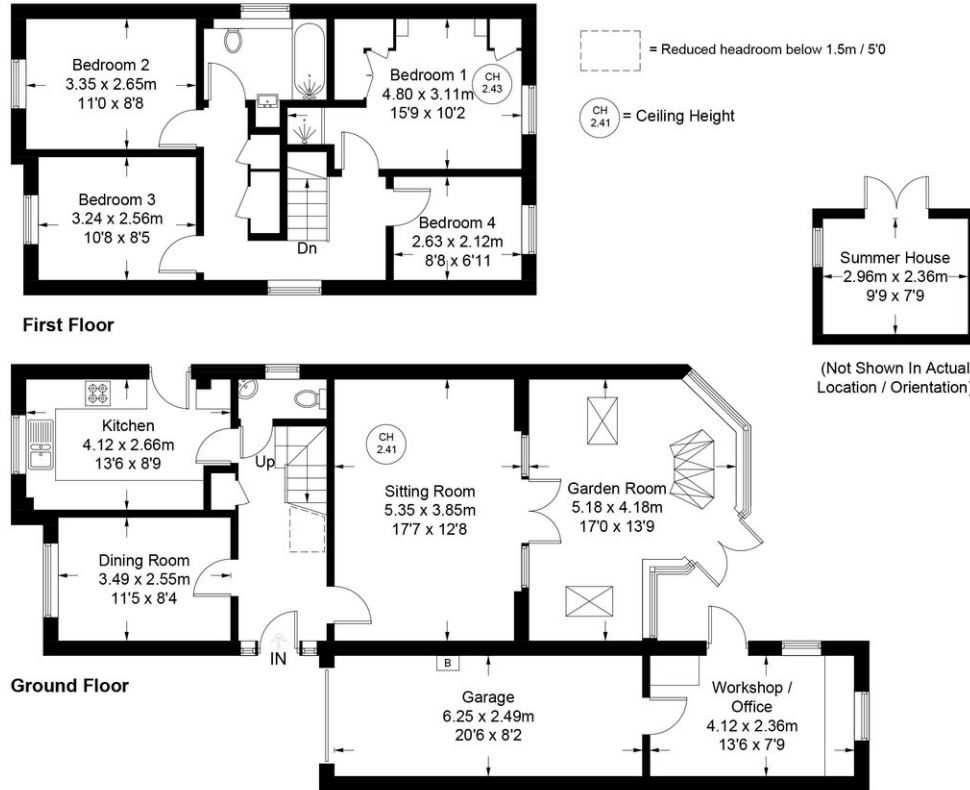 Bedroom 2
3.35 x 2.65m
11'0 x 8'8
Bedroom 1
4.80 x 3.11m
15'9 x 10'2
CH
2.43
= Reduced headroom below 1.5m / 5'0
CH
2.41
= Ceiling Height
Bedroom 3
3.24 x 2.56m
10'8 x 8'5
Dn
Bedroom 4
2.63 x 2.12m
8'8 x 6'11
Summer House
2.96m x 2.36m
9'9 x 7'9
(Not Shown In Actual
Location / Orientation)
First Floor
Kitchen
4.12 x 2.66m
13'6 x 8'9
Up
CH
2.41
Sitting Room
5.35 x 3.85m
17'7 x 12'8
Garden Room
5.18 x 4.18m
17'0 x 13'9
Dining Room
3.49 x 2.55m
11'5 x 8'4
IN
Ground Floor
B
Garage
6.25 x 2.49m
20'6 x 8'2
Workshop /
Office
4.12 x 2.36m
13'6 x 7'9